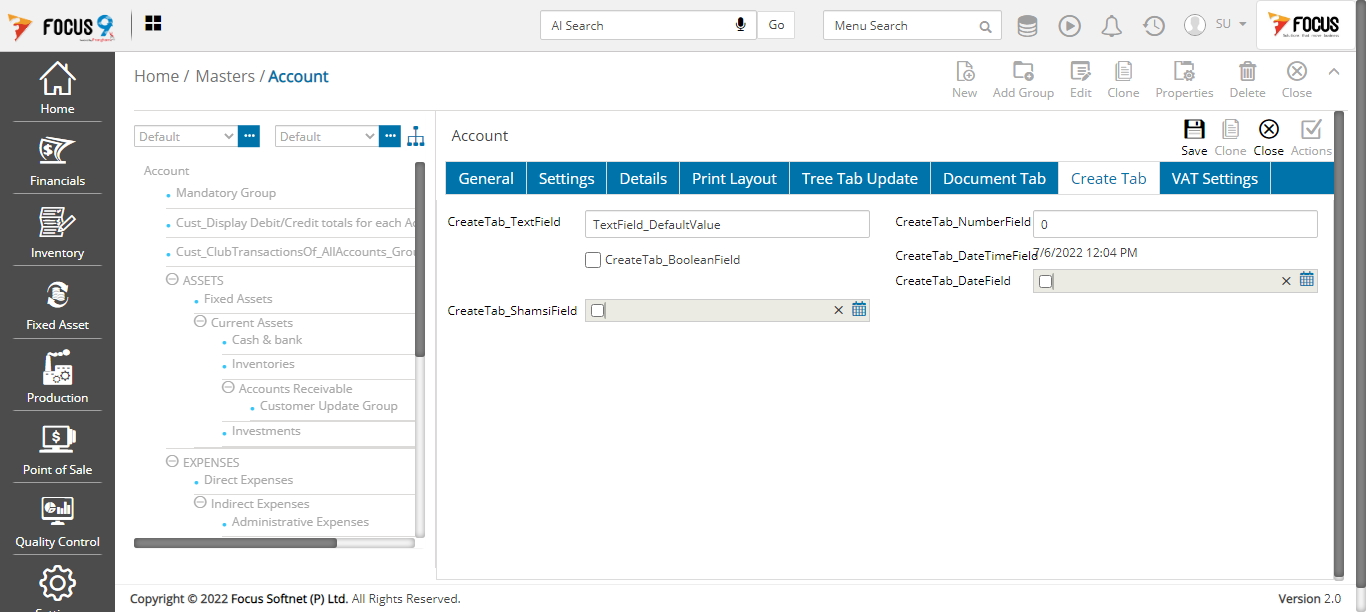 FOCUS 9
AI Search
Go
Menu Search
SU
FOCUS
Home
Financials
Inventory
Fixed Asset
Production
Point of Sale
Quality Control
Home / Masters / Account
New
Add Group
Edit
Clone
Properties
Delete
Close
Default
Default
Account
Mandatory Group
Cust_Display Debit/Credit totals for each Ac
Cust_ClubTransactionsOf_AllAccounts_Grou
ASSETS
Fixed Assets
Current Assets
Cash & bank
Inventories
Accounts Receivable
Customer Update Group
Investments
EXPENSES
Direct Expenses
Indirect Expenses
Administrative Expenses
Account
Save
Clone
Close
Actions
General
Settings
Details
Print Layout
Tree Tab Update
Document Tab
Create Tab
VAT Settings
CreateTab_TextField
TextField_DefaultValue
CreateTab_NumberField
0
CreateTab_BooleanField
CreateTab_DateTimeField
7/6/2022 12:04 PM
CreateTab_DateField
CreateTab_ShamsiField
Copyright © 2022 Focus Softnet (P) Ltd. All Rights Reserved.
Version 2.0